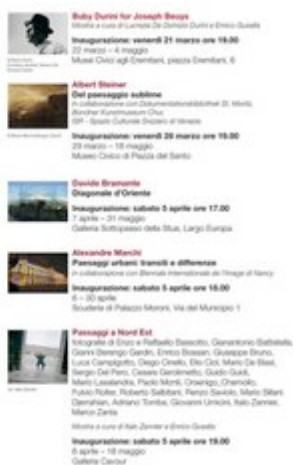 Buby Durini for Joseph Beuys
Mostra a cura di Lucrezia De Domizio Durini e Enrico Gusella
Inaugurazione: venerdì 21 marzo ore 19.00
22 marzo – 4 maggio
Musei Civici agli Eremitani, piazza Eremitani, 8
Albert Steiner
Del paesaggio sublime
in collaborazione con Dokumentationsbibliothek St. Moritz,
Bündner Kunstmuseum Chur,
ISR - Spazio Culturale Svizzero di Venezia
Inaugurazione: venerdì 28 marzo ore 19.00
29 marzo – 18 maggio
Museo Civico di Piazza del Santo
Davide Bramante
Diagonale d'Oriente
Inaugurazione: sabato 5 aprile ore 17.00
7 aprile – 31 maggio
Galleria Sottopasso della Stua, Largo Europa
Alexandre Marchi
Paesaggi urbani: transiti e differenze
in collaborazione con Biennale Internationale de l'Image di Nancy
Inaugurazione: sabato 5 aprile ore 18.00
6 – 30 aprile
Scuderie di Palazzo Moroni, Via del Municipio 1
Passaggi a Nord Est
fotografie di Enzo e Raffaello Bassotto, Gianantonio Battistella,
Gianni Berengo Gardin, Enrico Bossan, Giuseppe Bruno,
Luca Campigotto, Diego Cinello, Elio Ciol, Mario De Biasi,
Sergio Del Pero, Cesare Gerolimetto, Guido Guidi,
Mario Lasalandra, Paolo Monti, Orsenigo_Chemollo,
Fulvio Roiter, Roberto Salbitani, Renzo Saviolo, Mario Sillani
Djerrahian, Adriano Tomba, Giovanni Umicini, Italo Zannier,
Marco Zanta
Mostra a cura di Italo Zannier e Enrico Gusella
Inaugurazione: sabato 5 aprile ore 19.00
6 aprile – 18 maggio
Galleria Cavour